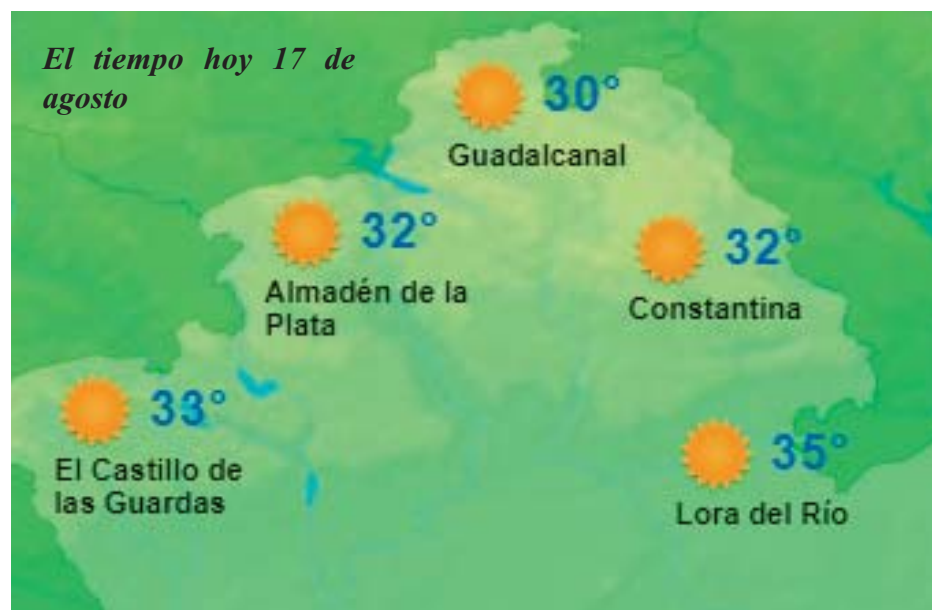 El tiempo hoy 17 de
agosto
30°
Guadalcanal
32°
Almadén de la
Plata
32°
Constantina
33°
El Castillo de
las Guardas
35°
Lora del Río